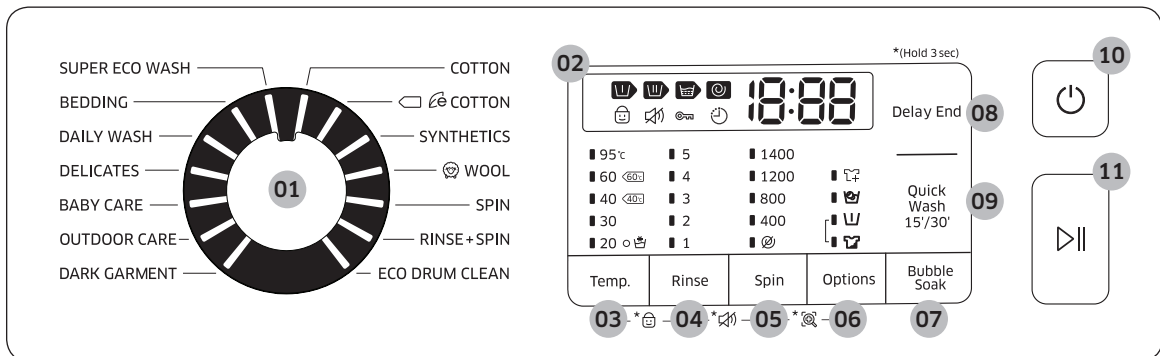 SUPER ECO WASH
BEDDING
DAILY WASH
DELICATES
BABY CARE
OUTDOOR CARE
DARK GARMENT
01
COTTON
e COTTON
SYNTHETICS
WOOL
SPIN
RINSE+SPIN
ECO DRUM CLEAN
02
*(Hold 3 sec)
18:88
95℃
60 60℃
40 40℃
30
20
5
4
3
2
1
1400
1200
800
400
Delay End
08
Quick
Wash
15'/30'
09
Temp.
Rinse
Spin
Options
Bubble
Soak
03 * 04 * 05 * 06 07
10
11